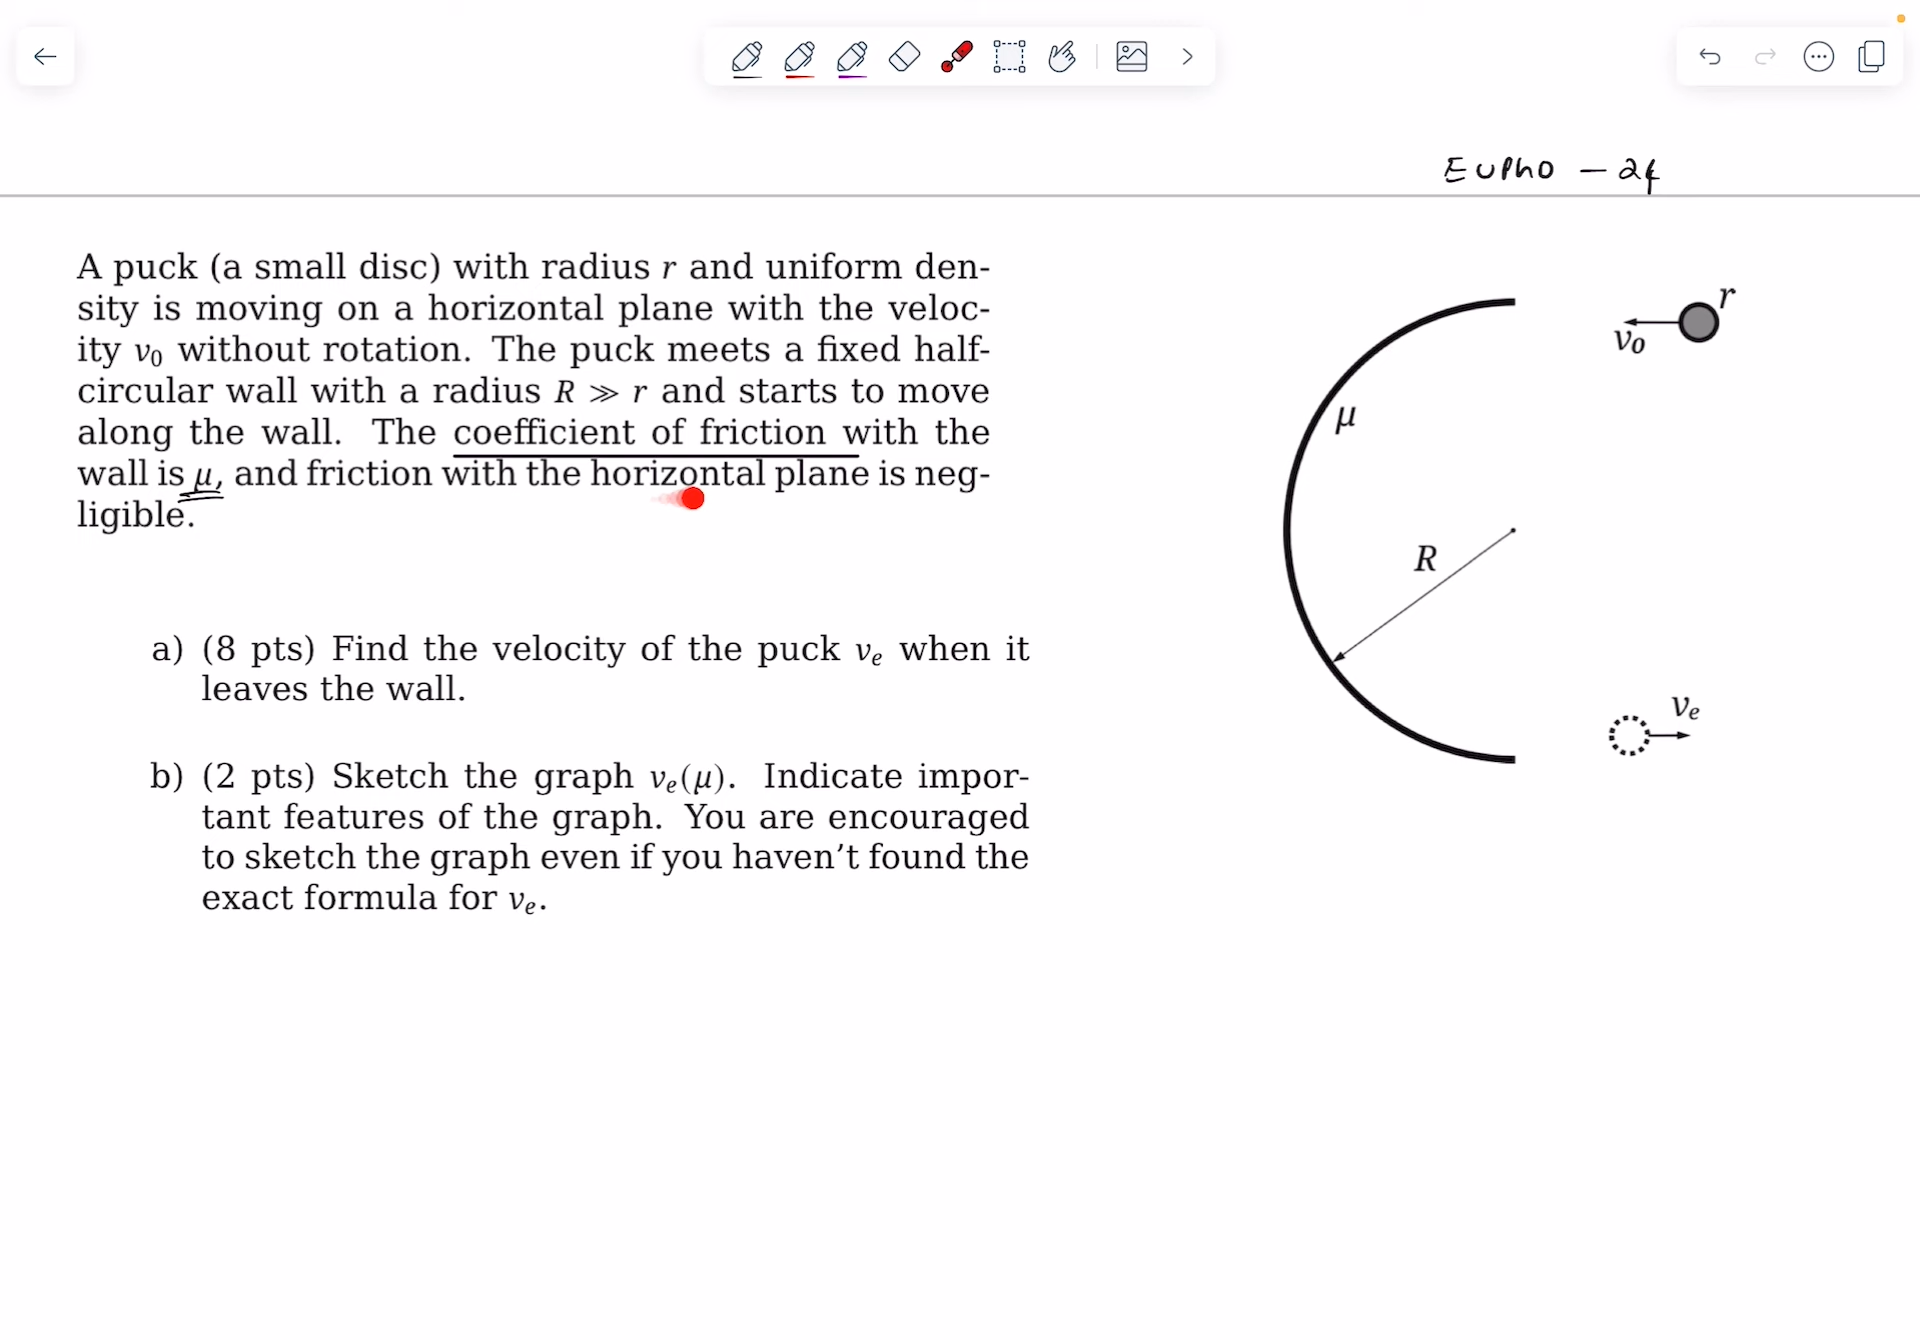 EUPhO - 24
A puck (a small disc) with radius r and uniform den-
sity is moving on a horizontal plane with the veloc-
ity v₀ without rotation. The puck meets a fixed half-
circular wall with a radius R ≫ r and starts to move
along the wall. The coefficient of friction with the
wall is μ, and friction with the horizontal plane is neg-
ligible.
a) (8 pts) Find the velocity of the puck vₑ when it
leaves the wall.
b) (2 pts) Sketch the graph vₑ(μ). Indicate impor-
tant features of the graph. You are encouraged
to sketch the graph even if you haven’t found the
exact formula for vₑ.
r
v₀
μ
R
vₑ